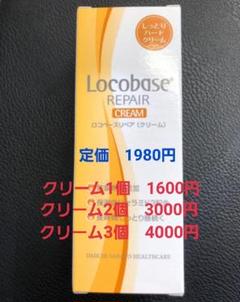 しっとり
ハード
クリーム
Locobase®
REPAIR
CREAM
ロコベースリペア（クリーム）
定価 1980円
クリーム1個 1600円
クリーム2個 3000円
クリーム3個 4000円